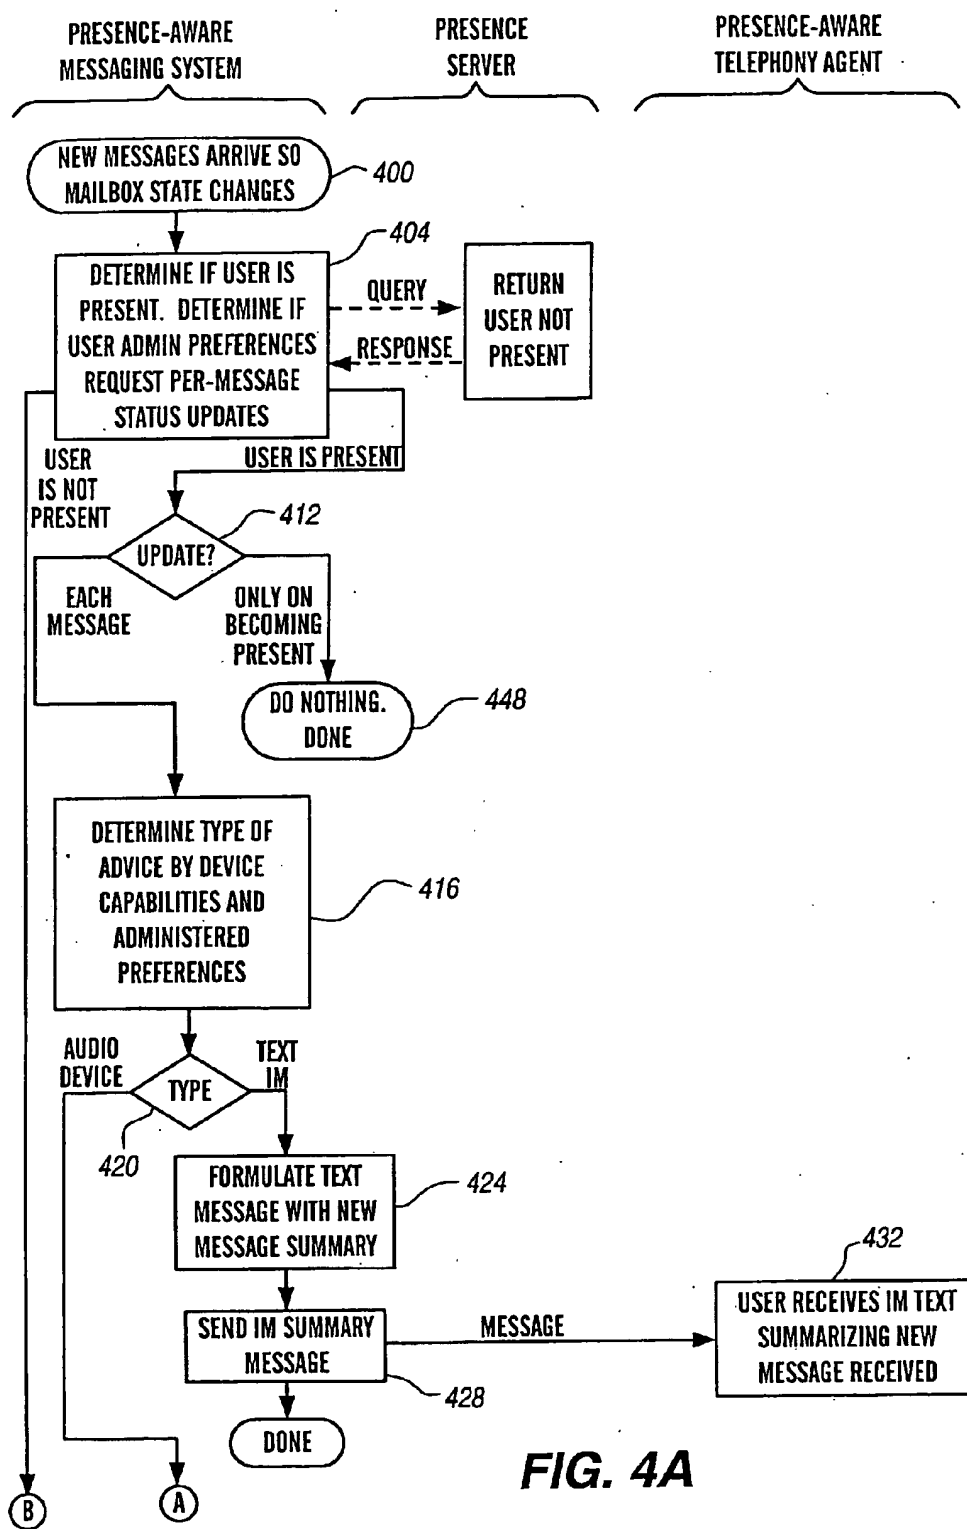 PRESENCE-AWARE
MESSAGING SYSTEM
PRESENCE
SERVER
PRESENCE-AWARE
TELEPHONY AGENT
NEW MESSAGES ARRIVE SO
MAILBOX STATE CHANGES
400
404
DETERMINE IF USER IS
PRESENT. DETERMINE IF
USER ADMIN PREFERENCES
REQUEST PER-MESSAGE
STATUS UPDATES
QUERY
RESPONSE
RETURN
USER NOT
PRESENT
USER
IS NOT
PRESENT
USER IS PRESENT
412
UPDATE?
EACH
MESSAGE
ONLY ON
BECOMING
PRESENT
DO NOTHING.
DONE
448
DETERMINE TYPE OF
ADVICE BY DEVICE
CAPABILITIES AND
ADMINISTERED
PREFERENCES
416
AUDIO
DEVICE
TYPE
TEXT
IM
420
FORMULATE TEXT
MESSAGE WITH NEW
MESSAGE SUMMARY
424
SEND IM SUMMARY
MESSAGE
428
MESSAGE
432
USER RECEIVES IM TEXT
SUMMARIZING NEW
MESSAGE RECEIVED
DONE
B
A
FIG. 4A